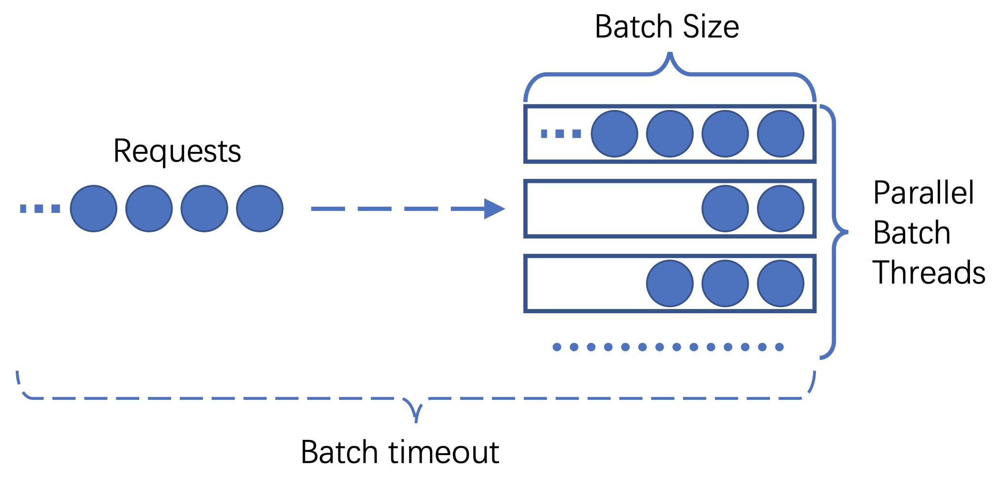 Batch Size
Requests
Parallel
Batch
Threads
Batch timeout